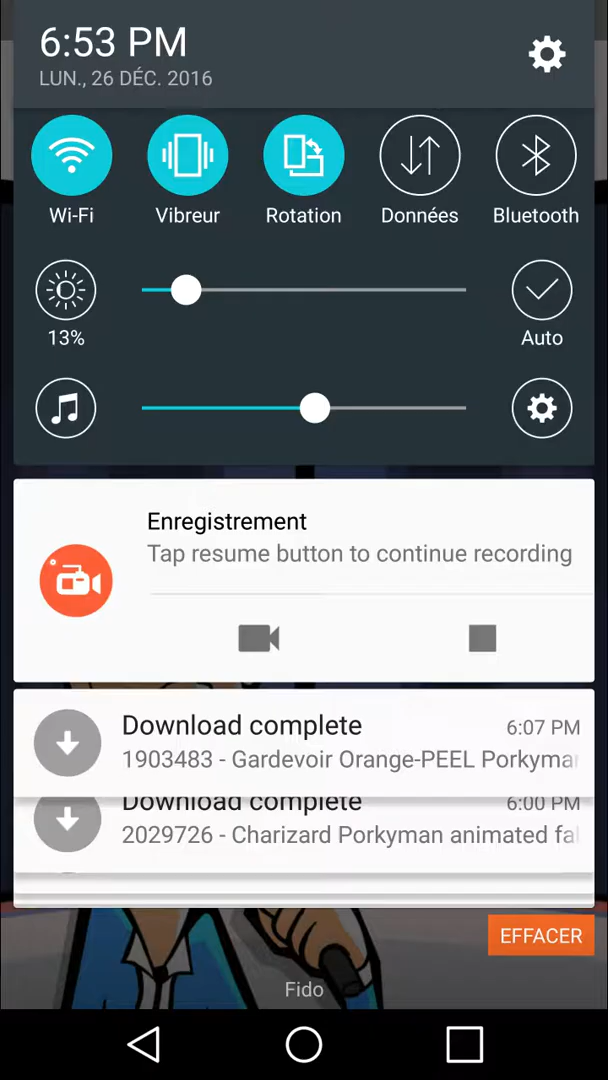 6:53 PM
LUN., 26 DÉC. 2016
Wi-Fi
Vibreur
Rotation
Données
Bluetooth
13%
Auto
Enregistrement
Tap resume button to continue recording
Download complete
6:07 PM
1903483 - Gardevoir Orange-PEEL Porkyma
Download complete
6:00 PM
2029726 - Charizard Porkyman animated fal
EFFACER
Fido